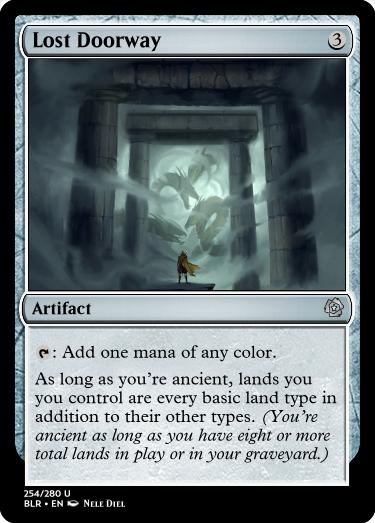 Lost Doorway 3
Artifact
: Add one mana of any color.
As long as you're ancient, lands you
you control are every basic land type in
addition to their other types. (You're
ancient as long as you have eight or more
total lands in play or in your graveyard.)
254/280 U
BLR • EN Nele Diel